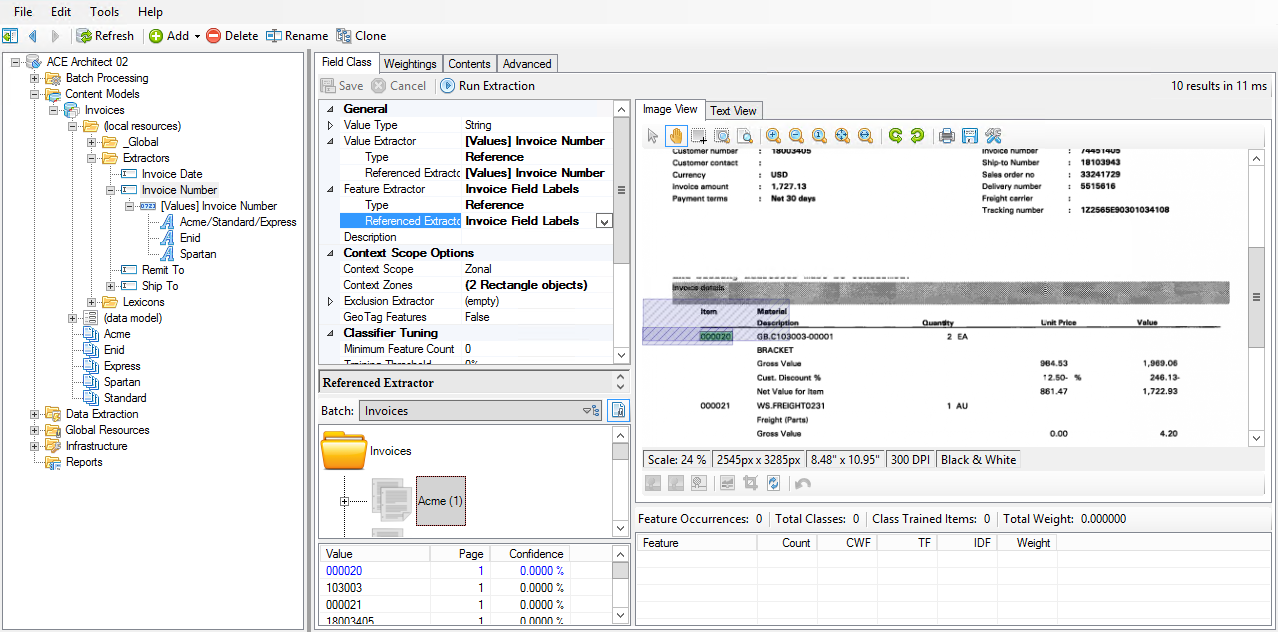 File Edit Tools Help
Refresh Add Delete Rename Clone
ACE Architect 02
Batch Processing
Content Models
Invoices
(local resources)
_Global
Extractors
Invoice Date
Invoice Number
[Values] Invoice Number
Acme/Standard/Express
Enid
Spartan
Remit To
Ship To
Lexicons
(data model)
Acme
Enid
Express
Spartan
Standard
Data Extraction
Global Resources
Infrastructure
Reports
Field Class Weightings Contents Advanced
Save Cancel Run Extraction 10 results in 11 ms
General
Value Type String
Value Extractor [Values] Invoice Number
Type Reference
Referenced Extracto [Values] Invoice Number
Feature Extractor Invoice Field Labels
Type Reference
Referenced Extracto Invoice Field Labels
Description
Context Scope Options
Context Scope Zonal
Context Zones (2 Rectangle objects)
Exclusion Extractor (empty)
GeoTag Features False
Classifier Tuning
Minimum Feature Count 0
Training Threshold 0%
Referenced Extractor
Batch: Invoices
Invoices
Acme (1)
Value Page Confidence
000020 1 0.0000 %
103003 1 0.0000 %
000021 1 0.0000 %
18003405 1 0.0000 %
Image View Text View
Customer number : 18003405 Invoice number : 74451405
Customer contact : Ship-to Number : 18103943
Currency : USD Sales order no : 33241729
Invoice amount : 1,727.13 Delivery number : 5515616
Payment terms : Net 30 days Freight carrier :
Tracking number : 1Z2565E90301034108
Invoice details
Item Material
Description Quantity Unit Price Value
000020 GB.C103003-00001 2 EA
BRACKET
Gross Value 984.53 1,969.06
Cust. Discount % 12.50- % 246.13-
Net Value for Item 861.47 1,722.93
000021 WS.FREIGHT0231 1 AU
Freight (Parts)
Gross Value 0.00 4.20
Scale: 24 % 2545px x 3285px 8.48" x 10.95" 300 DPI Black & White
Feature Occurrences: 0 Total Classes: 0 Class Trained Items: 0 Total Weight: 0.000000
Feature Count CWF TF IDF Weight